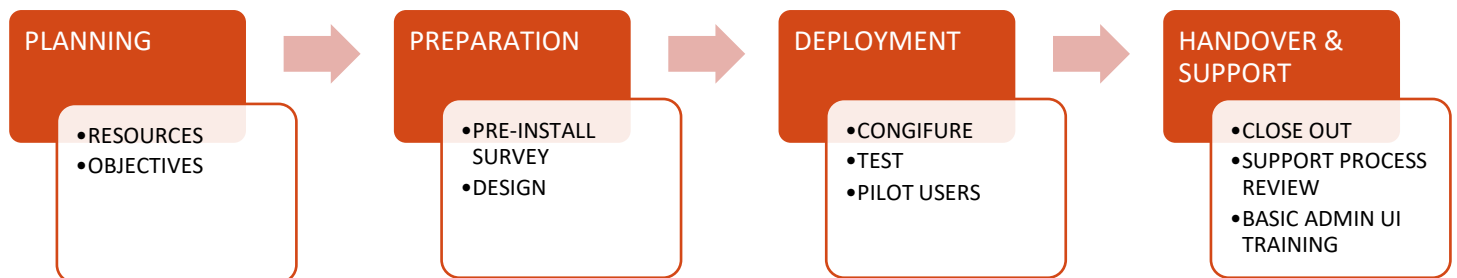 PLANNING
•RESOURCES
•OBJECTIVES
PREPARATION
•PRE-INSTALL
SURVEY
•DESIGN
DEPLOYMENT
•CONGIFURE
•TEST
•PILOT USERS
HANDOVER &
SUPPORT
•CLOSE OUT
•SUPPORT PROCESS
REVIEW
•BASIC ADMIN UI
TRAINING